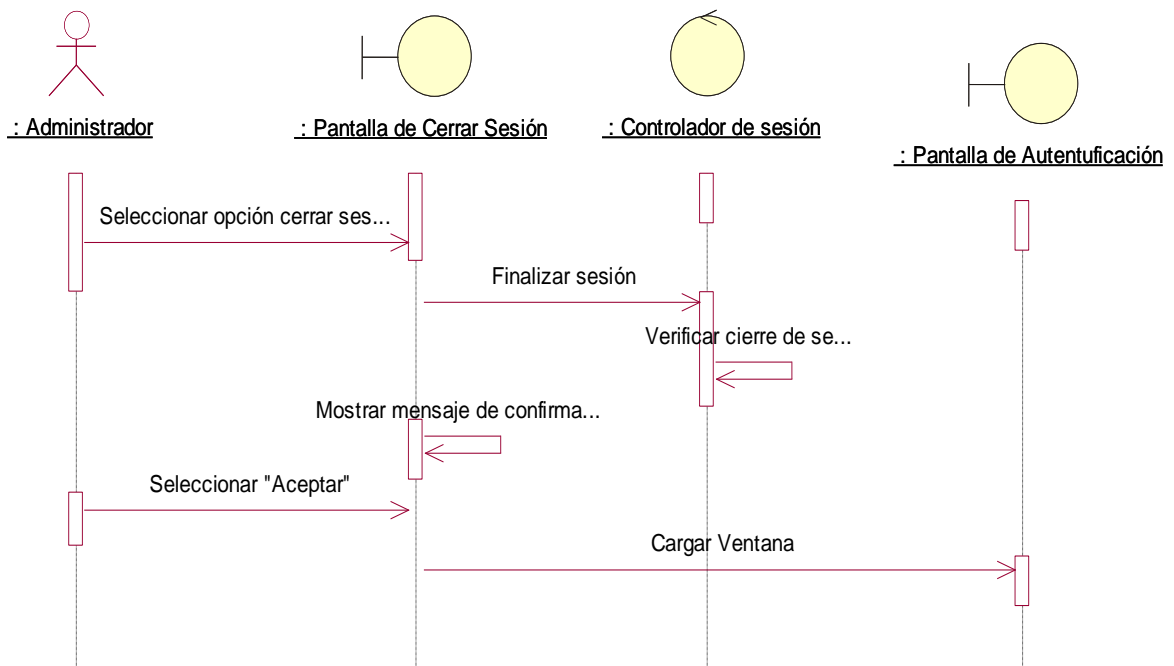 : Administrador
: Pantalla de Cerrar Sesión
: Controlador de sesión
: Pantalla de Autentuficación
Seleccionar opción cerrar ses...
Finalizar sesión
Verificar cierre de se...
Mostrar mensaje de confirma...
Seleccionar "Aceptar"
Cargar Ventana